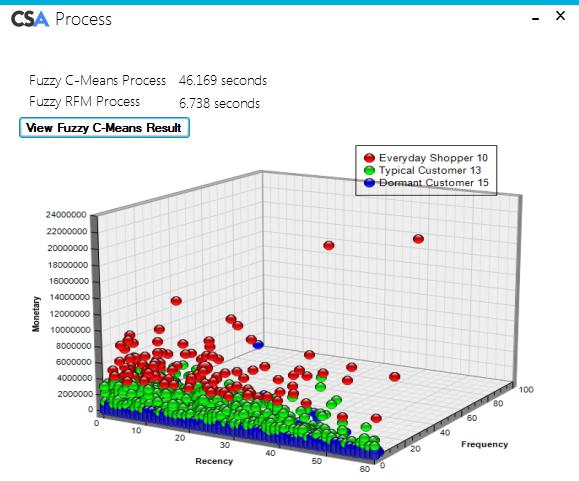 CSA Process
Fuzzy C-Means Process 46.169 seconds
Fuzzy RFM Process 6.738 seconds
View Fuzzy C-Means Result
Everyday Shopper 10
Typical Customer 13
Dormant Customer 15
24000000
22000000
20000000
18000000
16000000
14000000
12000000
10000000
8000000
6000000
4000000
2000000
0
Monetary
0 10 20 30 40 50 60
Recency
0 20 40 60 80 100
Frequency